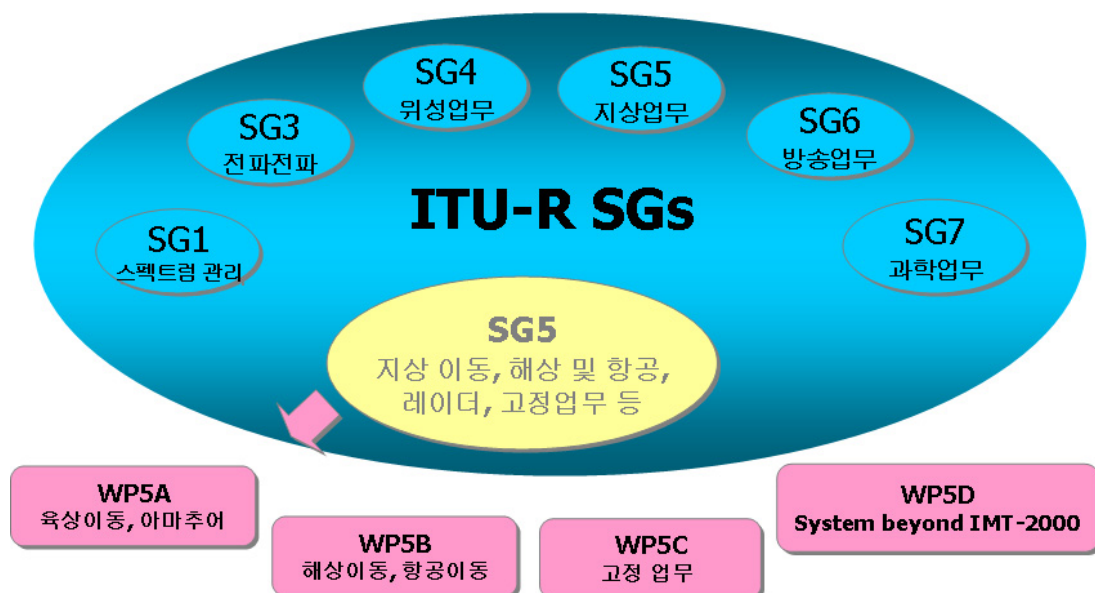 SG4
위성업무
SG5
지상업무
SG3
전파전파
SG6
방송업무
ITU-R SGs
SG1
스펙트럼 관리
SG7
과학업무
SG5
지상 이동, 해상 및 항공,
레이더, 고정업무 등
WP5A
육상이동, 아마추어
WP5B
해상이동, 항공이동
WP5C
고정 업무
WP5D
System beyond IMT-2000